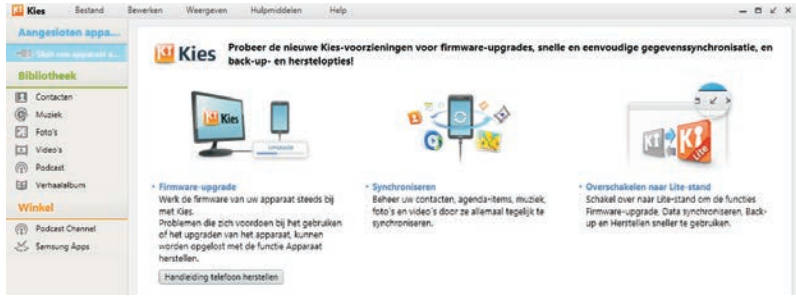 Kies Bestand Bewerken Weergeven Hulpmiddelen Help
Aangesloten appa...
Sluit een apparaat a...
Bibliotheek
Contacten
Muziek
Foto's
Video's
Podcast
Verhaalalbum
Winkel
Podcast Channel
Samsung Apps
Kies
Probeer de nieuwe Kies-voorzieningen voor firmware-upgrades, snelle en eenvoudige gegevenssynchronisatie, en
back-up- en herstelopties!
Kies
UPGRADE
Firmware-upgrade
Werk de firmware van uw apparaat steeds bij
met Kies.
Problemen die zich voordoen bij het gebruiken
of het upgraden van het apparaat, kunnen
worden opgelost met de functie Apparaat
herstellen.
Handleiding telefoon herstellen
Synchroniseren
Beheer uw contacten, agenda-items, muziek,
foto's en video's door ze allemaal tegelijk te
synchroniseren.
Lite
Overschakelen naar Lite-stand
Schakel over naar Lite-stand om de functies
Firmware-upgrade, Data synchroniseren, Back-
up en Herstellen sneller te gebruiken.